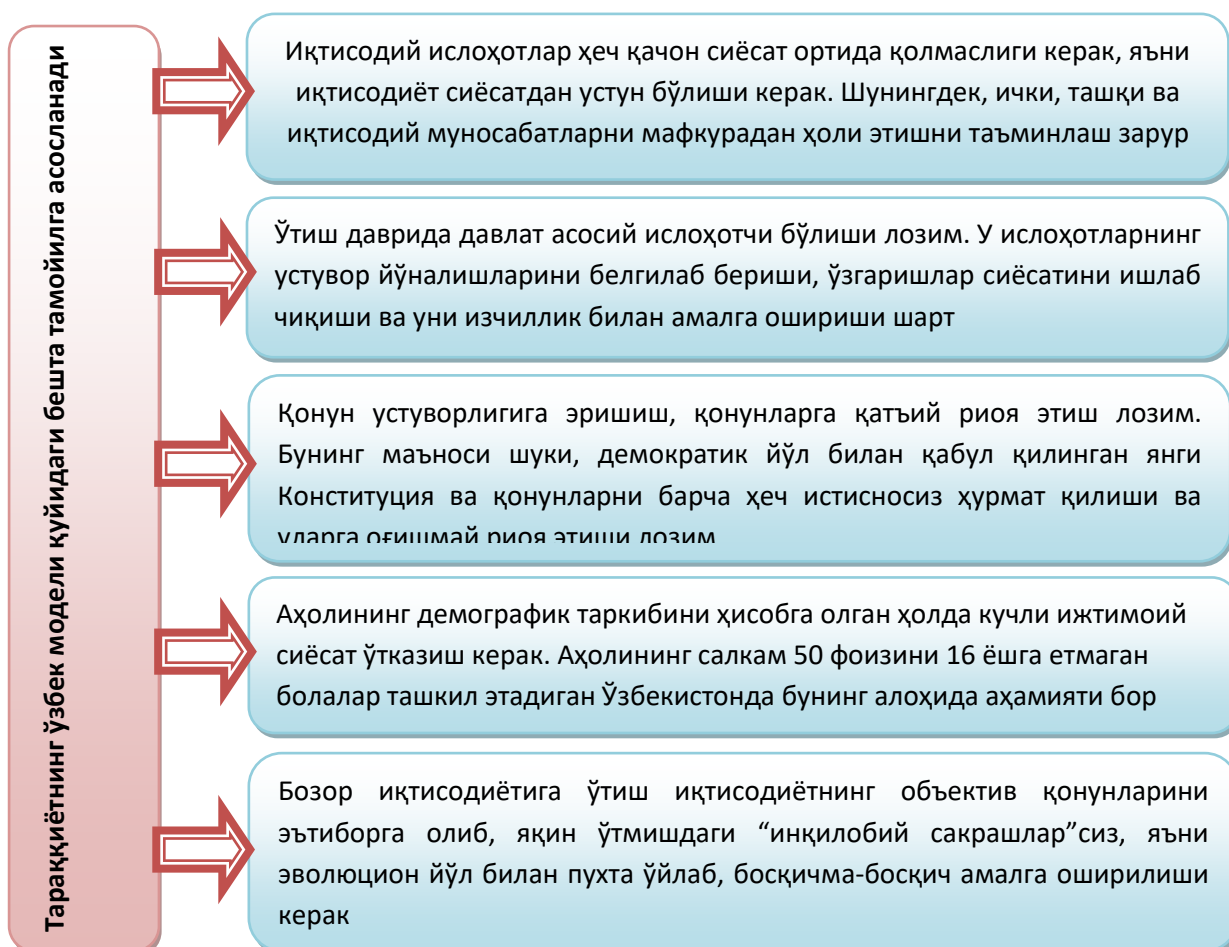 Тараққиётнинг ўзбек модели қуйидаги бешта тамойилга асосланади
Иқтисодий ислоҳотлар ҳеч қачон сиёсат ортида қолмаслиги керак, яъни
иқтисодиёт сиёсатдан устун бўлиши керак. Шунингдек, ички, ташқи ва
иқтисодий муносабатларни мафкурадан ҳоли этишни таъминлаш зарур
Ўтиш даврида давлат асосий ислоҳотчи бўлиши лозим. У ислоҳотларнинг
устувор йўналишларини белгилаб бериши, ўзгаришлар сиёсатини ишлаб
чиқиши ва уни изчиллик билан амалга ошириши шарт
Қонун устуворлигига эришиш, қонунларга қатъий риоя этиш лозим.
Бунинг маъноси шуки, демократик йўл билан қабул қилинган янги
Конституция ва қонунларни барча ҳеч истисносиз ҳурмат қилиши ва
уларга оғишмай риоя этиши лозим
Аҳолининг демографик таркибини ҳисобга олган ҳолда кучли ижтимоий
сиёсат ўтказиш керак. Аҳолининг салкам 50 фоизини 16 ёшга етмаган
болалар ташкил этадиган Ўзбекистонда бунинг алоҳида аҳамияти бор
Бозор иқтисодиётига ўтиш иқтисодиётнинг объектив қонунларини
эътиборга олиб, яқин ўтмишдаги “инқилобий сакрашлар”сиз, яъни
эволюцион йўл билан пухта ўйлаб, босқичма-босқич амалга оширилиши
керак